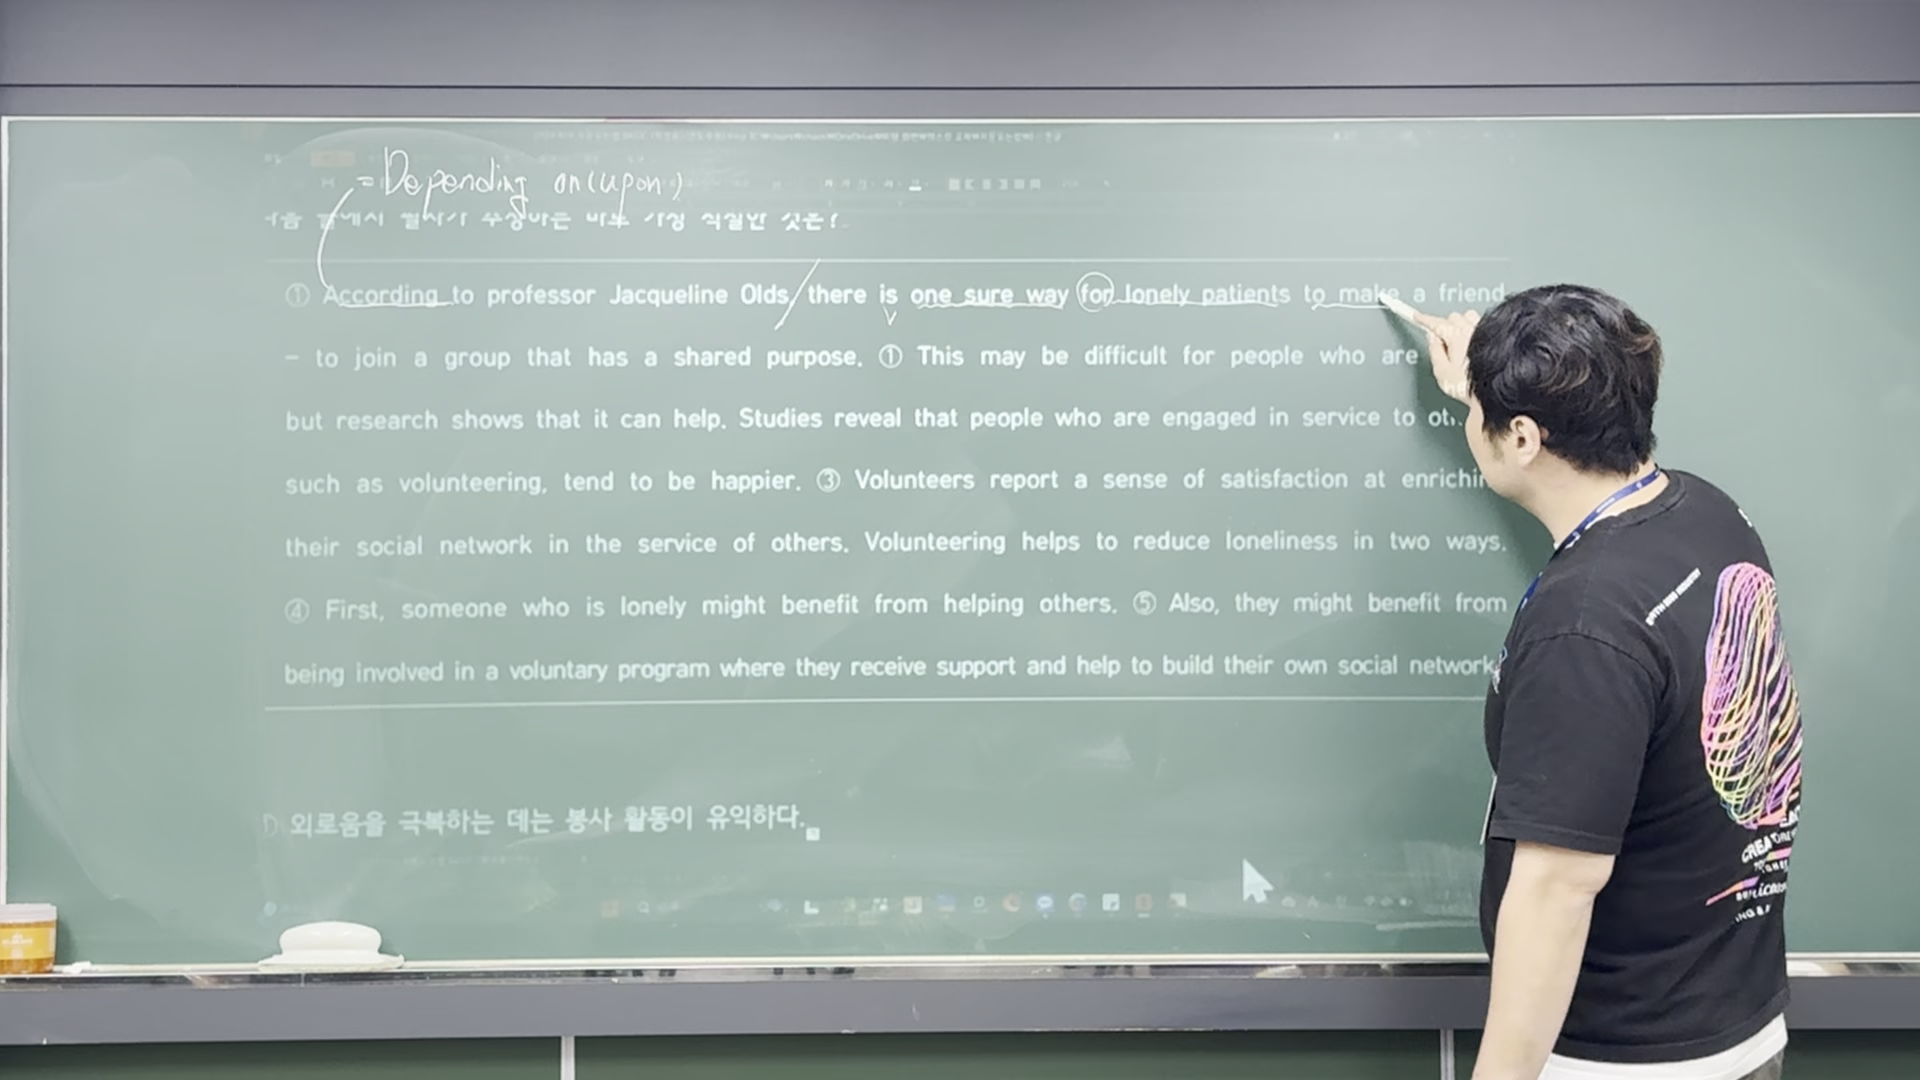 =Depending on(upon)
① According to professor Jacqueline Olds, there is one sure way for lonely patients to make a friend
V
– to join a group that has a shared purpose. ① This may be difficult for people who are
but research shows that it can help. Studies reveal that people who are engaged in service to
such as volunteering, tend to be happier. ③ Volunteers report a sense of satisfaction at
their social network in the service of others. Volunteering helps to reduce loneliness in two ways.
④ First, someone who is lonely might benefit from helping others. ⑤ Also, they might benefit from
being involved in a voluntary program where they receive support and help to build their own social network
외로움을 극복하는 데는 봉사 활동이 유익하다.